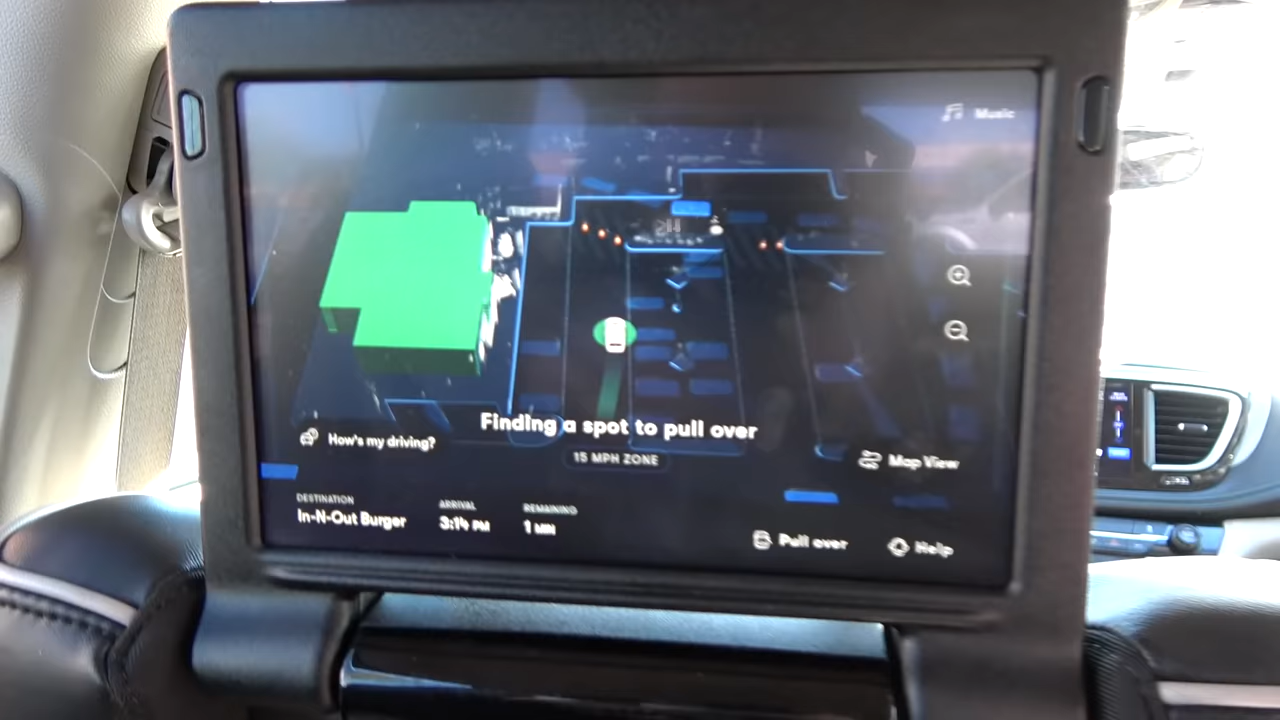 Music
Finding a spot to pull over
15 MPH ZONE
How's my driving?
Map View
DESTINATION
In-N-Out Burger
ARRIVAL
3:14 PM
REMAINING
1 MIN
Pull over
Help